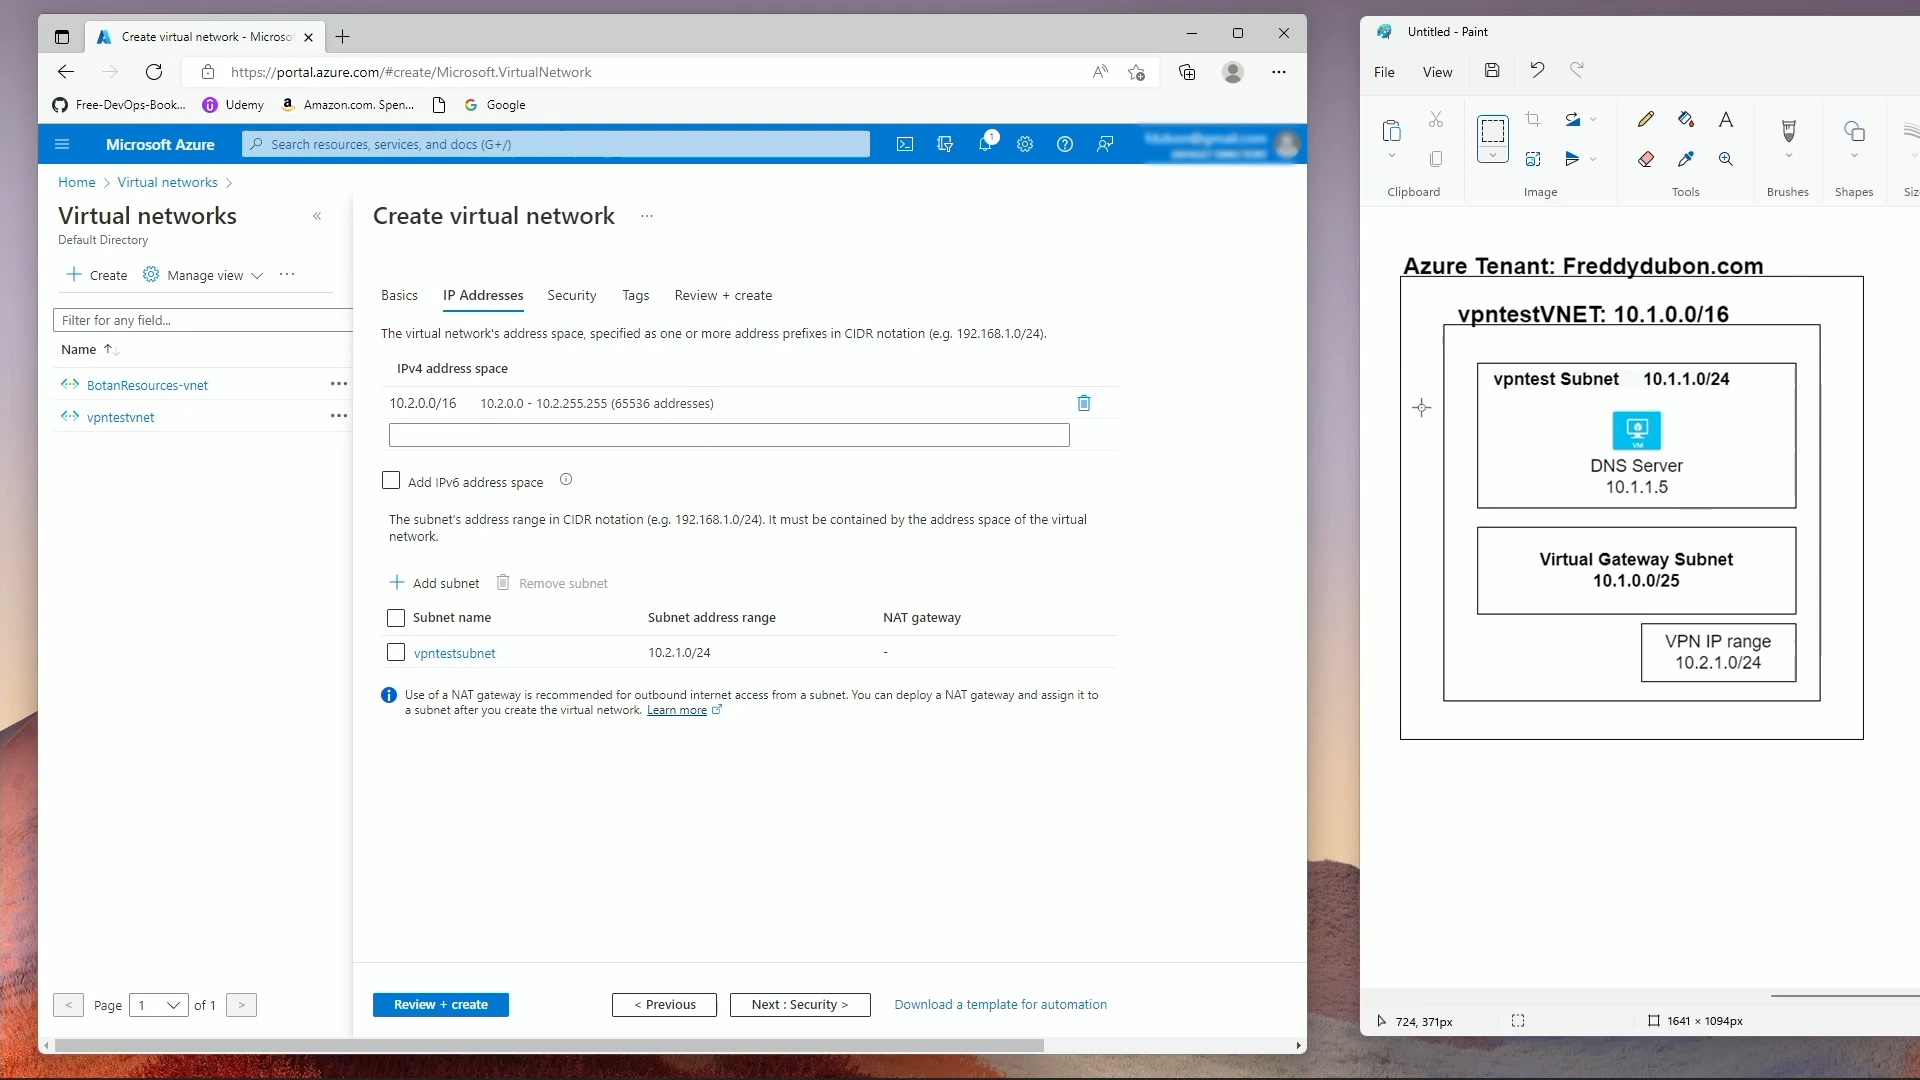 Create virtual network - Microso
https://portal.azure.com/#create/Microsoft.VirtualNetwork
Free-DevOps-Book...
Udemy
Amazon.com. Spen...
Google
Microsoft Azure
Search resources, services, and docs (G+/)
1
Home
Virtual networks
Virtual networks
Default Directory
Create
Manage view
Filter for any field...
Name
BotanResources-vnet
vpntestvnet
< Page 1 of 1 >
Create virtual network
Basics
IP Addresses
Security
Tags
Review + create
The virtual network's address space, specified as one or more address prefixes in CIDR notation (e.g. 192.168.1.0/24).
IPv4 address space
10.2.0.0/16 10.2.0.0 - 10.2.255.255 (65536 addresses)
Add IPv6 address space
The subnet's address range in CIDR notation (e.g. 192.168.1.0/24). It must be contained by the address space of the virtual
network.
Add subnet
Remove subnet
Subnet name Subnet address range NAT gateway
vpntestsubnet 10.2.1.0/24 -
Use of a NAT gateway is recommended for outbound internet access from a subnet. You can deploy a NAT gateway and assign it to
a subnet after you create the virtual network. Learn more
Review + create
< Previous
Next : Security >
Download a template for automation
Untitled - Paint
File
View
Clipboard
Image
Tools
Brushes
Shapes
Azure Tenant: Freddydubon.com
vpntestVNET: 10.1.0.0/16
vpntest Subnet 10.1.1.0/24
VM
DNS Server
10.1.1.5
Virtual Gateway Subnet
10.1.0.0/25
VPN IP range
10.2.1.0/24
724, 371px
1641 × 1094px